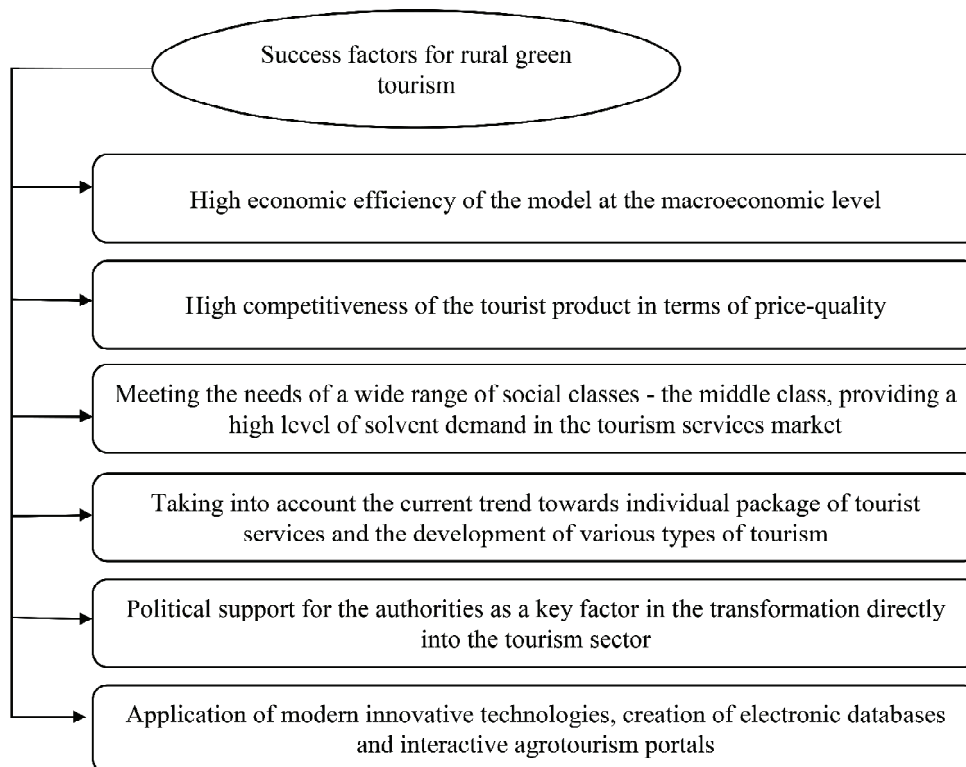 Success factors for rural green
tourism
High economic efficiency of the model at the macroeconomic level
High competitiveness of the tourist product in terms of price-quality
Meeting the needs of a wide range of social classes - the middle class, providing a
high level of solvent demand in the tourism services market
Taking into account the current trend towards individual package of tourist
services and the development of various types of tourism
Political support for the authorities as a key factor in the transformation directly
into the tourism sector
Application of modern innovative technologies, creation of electronic databases
and interactive agrotourism portals